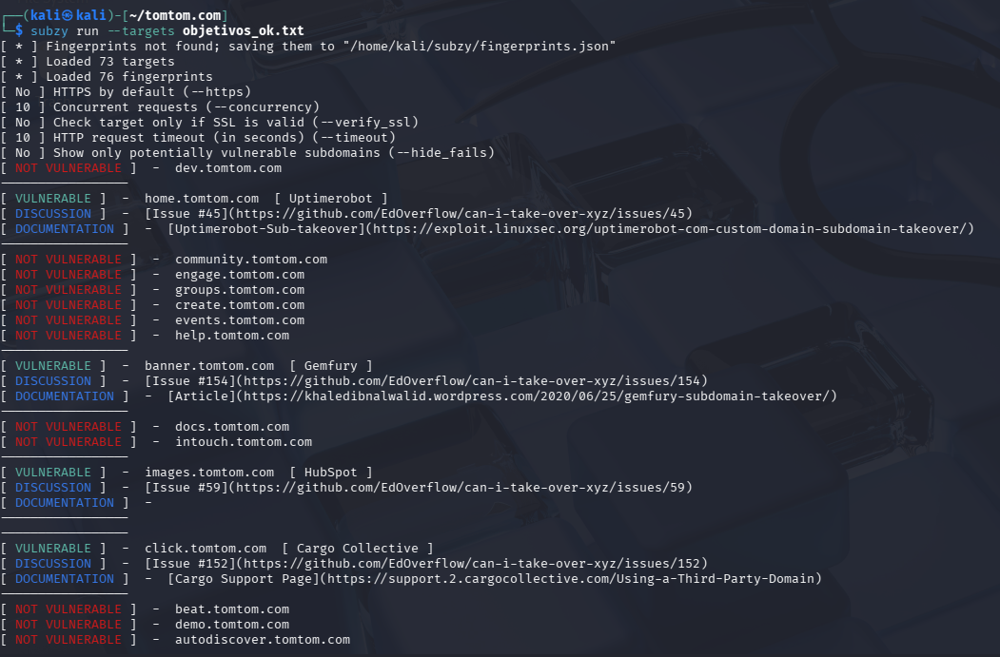 ┌──(kali㉿kali)-[~/tomtom.com]
└─$ subzy run --targets objetivos_ok.txt
[ * ] Fingerprints not found; saving them to "/home/kali/subzy/fingerprints.json"
[ * ] Loaded 73 targets
[ * ] Loaded 76 fingerprints
[ No ] HTTPS by default (--https)
[ 10 ] Concurrent requests (--concurrency)
[ No ] Check target only if SSL is valid (--verify_ssl)
[ 10 ] HTTP request timeout (in seconds) (--timeout)
[ No ] Show only potentially vulnerable subdomains (--hide_fails)
[ NOT VULNERABLE ]  -  dev.tomtom.com
-----------------
[ VULNERABLE ]  -  home.tomtom.com  [ Uptimerobot ]
[ DISCUSSION ]  -  [Issue #45](https://github.com/EdOverflow/can-i-take-over-xyz/issues/45)
[ DOCUMENTATION ]  -  [Uptimerobot-Sub-takeover](https://exploit.linuxsec.org/uptimerobot-com-custom-domain-subdomain-takeover/)
-----------------
[ NOT VULNERABLE ]  -  community.tomtom.com
[ NOT VULNERABLE ]  -  engage.tomtom.com
[ NOT VULNERABLE ]  -  groups.tomtom.com
[ NOT VULNERABLE ]  -  create.tomtom.com
[ NOT VULNERABLE ]  -  events.tomtom.com
[ NOT VULNERABLE ]  -  help.tomtom.com
-----------------
[ VULNERABLE ]  -  banner.tomtom.com  [ Gemfury ]
[ DISCUSSION ]  -  [Issue #154](https://github.com/EdOverflow/can-i-take-over-xyz/issues/154)
[ DOCUMENTATION ]  -  [Article](https://khaledibnalwalid.wordpress.com/2020/06/25/gemfury-subdomain-takeover/)
-----------------
[ NOT VULNERABLE ]  -  docs.tomtom.com
[ NOT VULNERABLE ]  -  intouch.tomtom.com
-----------------
[ VULNERABLE ]  -  images.tomtom.com  [ HubSpot ]
[ DISCUSSION ]  -  [Issue #59](https://github.com/EdOverflow/can-i-take-over-xyz/issues/59)
[ DOCUMENTATION ]  -
-----------------
-----------------
[ VULNERABLE ]  -  click.tomtom.com  [ Cargo Collective ]
[ DISCUSSION ]  -  [Issue #152](https://github.com/EdOverflow/can-i-take-over-xyz/issues/152)
[ DOCUMENTATION ]  -  [Cargo Support Page](https://support.2.cargocollective.com/Using-a-Third-Party-Domain)
-----------------
[ NOT VULNERABLE ]  -  beat.tomtom.com
[ NOT VULNERABLE ]  -  demo.tomtom.com
[ NOT VULNERABLE ]  -  autodiscover.tomtom.com